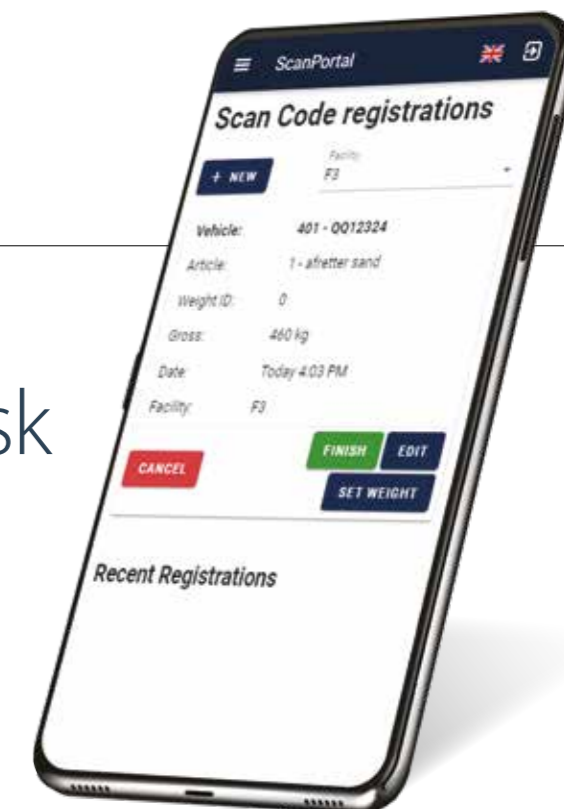 ScanPortal
Scan Code registrations
+ NEW
Facility
F3
Vehicle: 401 - QQ12324
Article: 1 - afretter sand
Weight ID: 0
Gross: 460 kg
Date: Today 4:03 PM
Facility: F3
CANCEL
FINISH
EDIT
SET WEIGHT
Recent Registrations
sk